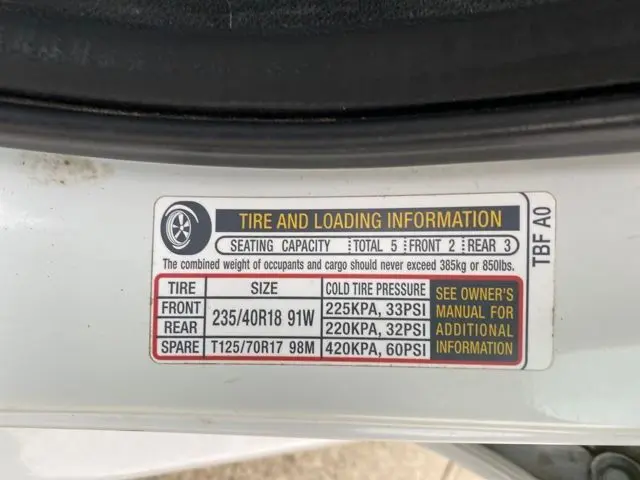 TIRE AND LOADING INFORMATION
SEATING CAPACITY TOTAL 5 FRONT 2 REAR 3
The combined weight of occupants and cargo should never exceed 385kg or 850lbs.
TIRE SIZE COLD TIRE PRESSURE
FRONT 235/40R18 91W 225KPA, 33PSI
REAR 220KPA, 32PSI
SPARE T125/70R17 98M 420KPA, 60PSI
SEE OWNER'S
MANUAL FOR
ADDITIONAL
INFORMATION
TBF A0